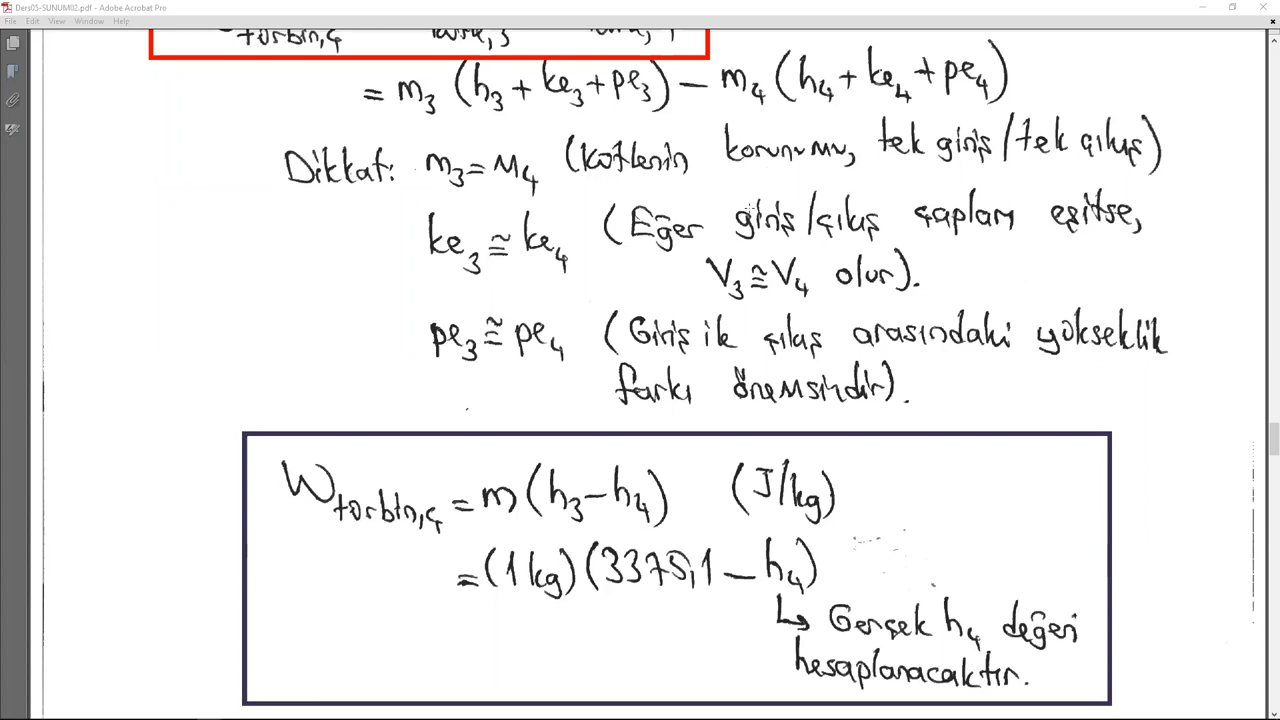 Ders05-SUNUM02.pdf - Adobe Acrobat Pro
File Edit View Window Help
türbin,ç
= m₃ (h₃ + ke₃ + pe₃) − m₄ (h₄ + ke₄ + pe₄)
Dikkat: m₃ = m₄ (Kütlenin korunumu, tek giriş/tek çıkış)
ke₃ ≅ ke₄ (Eğer giriş/çıkış çapları eşitse,
V₃ ≅ V₄ olur).
pe₃ ≅ pe₄ (Giriş ile çıkış arasındaki yükseklik
farkı önemsizdir).
W türbin,ç = m (h₃ − h₄) (J/kg)
= (1 kg) (3375,1 − h₄)
↳ Gerçek h₄ değeri
hesaplanacaktır.